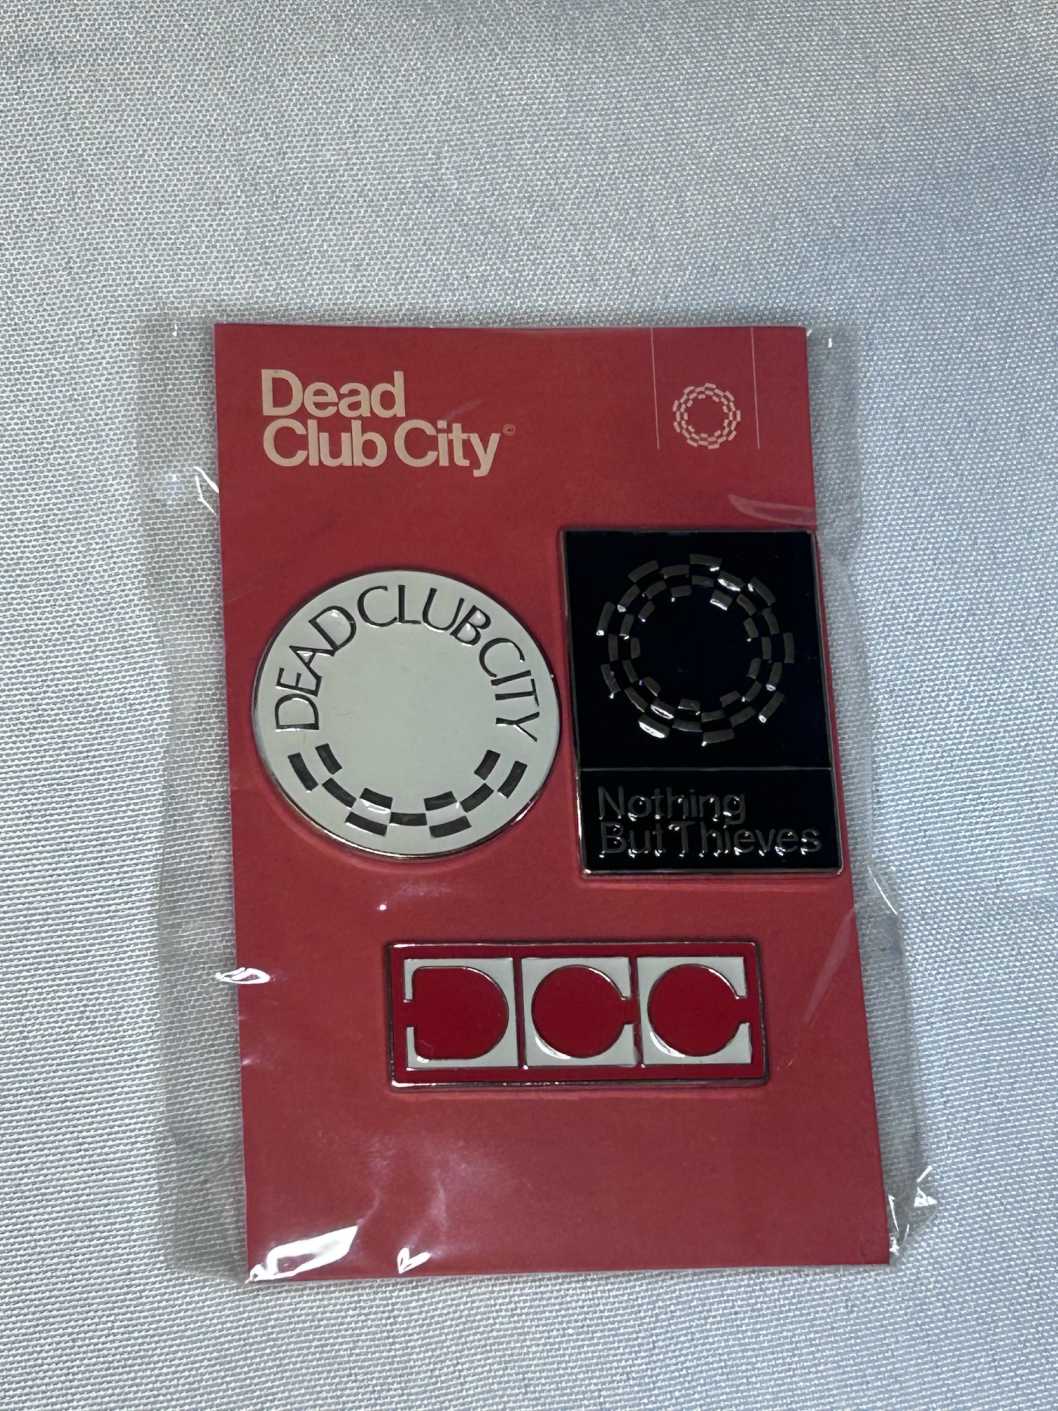 Dead
Club City©
DEAD CLUB CITY
Nothing
But Thieves
DCC